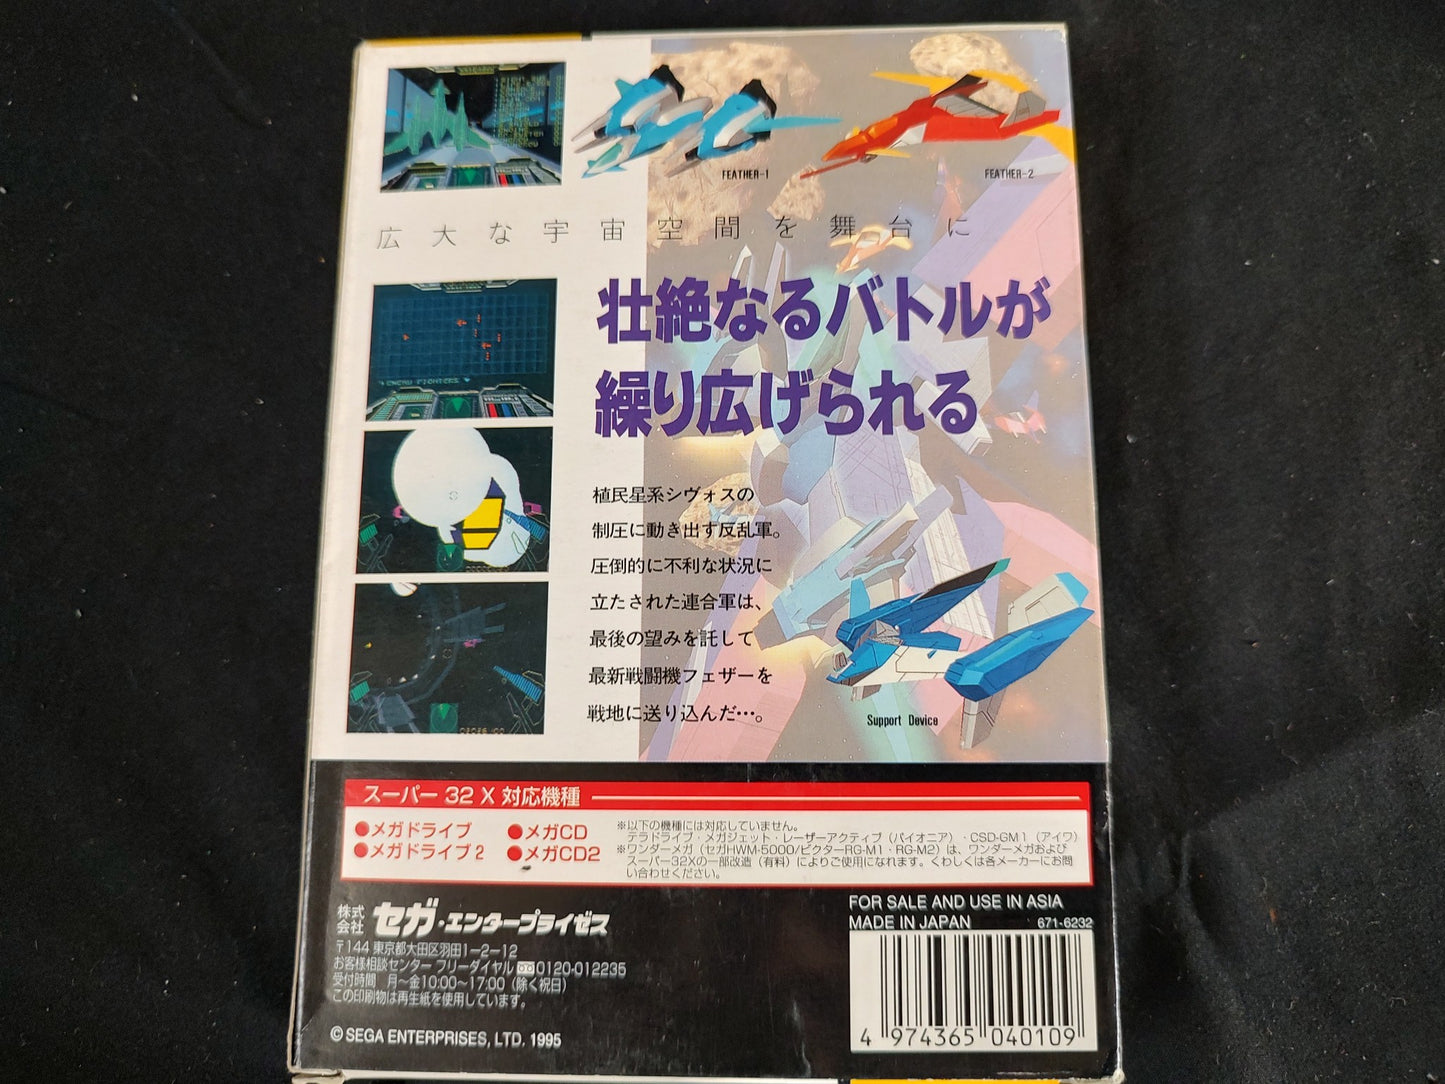 FEATHER-1
FEATHER-2
広大な宇宙空間を舞台に
壮絶なるバトルが
繰り広げられる
ENEMY FIGHTERS
植民星系シヴォスの
制圧に動き出す反乱軍。
圧倒的に不利な状況に
立たされた連合軍は、
最後の望みを託して
最新戦闘機フェザーを
戦地に送り込んだ…。
Support Device
スーパー 32 X 対応機種
●メガドライブ ●メガCD
●メガドライブ2 ●メガCD2
※以下の機種には対応していません。
テラドライブ・メガジェット・レーザーアクティブ（パイオニア）・CSD-GM1（アイワ）
※ワンダーメガ（セガHWM-5000/ビクターRG-M1・RG-M2）は、ワンダーメガおよび
スーパー32Xの一部改造（有料）によりご使用になれます。くわしくは各メーカーにお問
い合わせください。
株式会社 セガ・エンタープライゼス
〒144 東京都大田区羽田1-2-12
お客様相談センター フリーダイヤル 0120-012235
受付時間 月〜金10:00〜17:00（除く祝日）
この印刷物は再生紙を使用しています。
© SEGA ENTERPRISES, LTD. 1995
FOR SALE AND USE IN ASIA
MADE IN JAPAN 671-6232
4 974365 040109